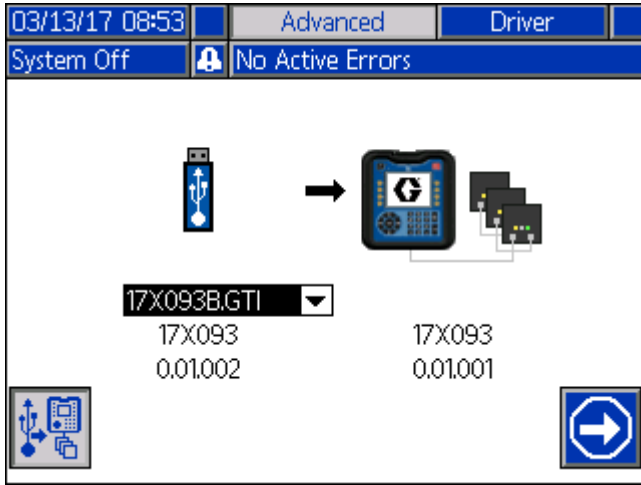 03/13/17 08:53 Advanced Driver
System Off No Active Errors
G
17X093B.GTI
17X093 17X093
0.01.002 0.01.001